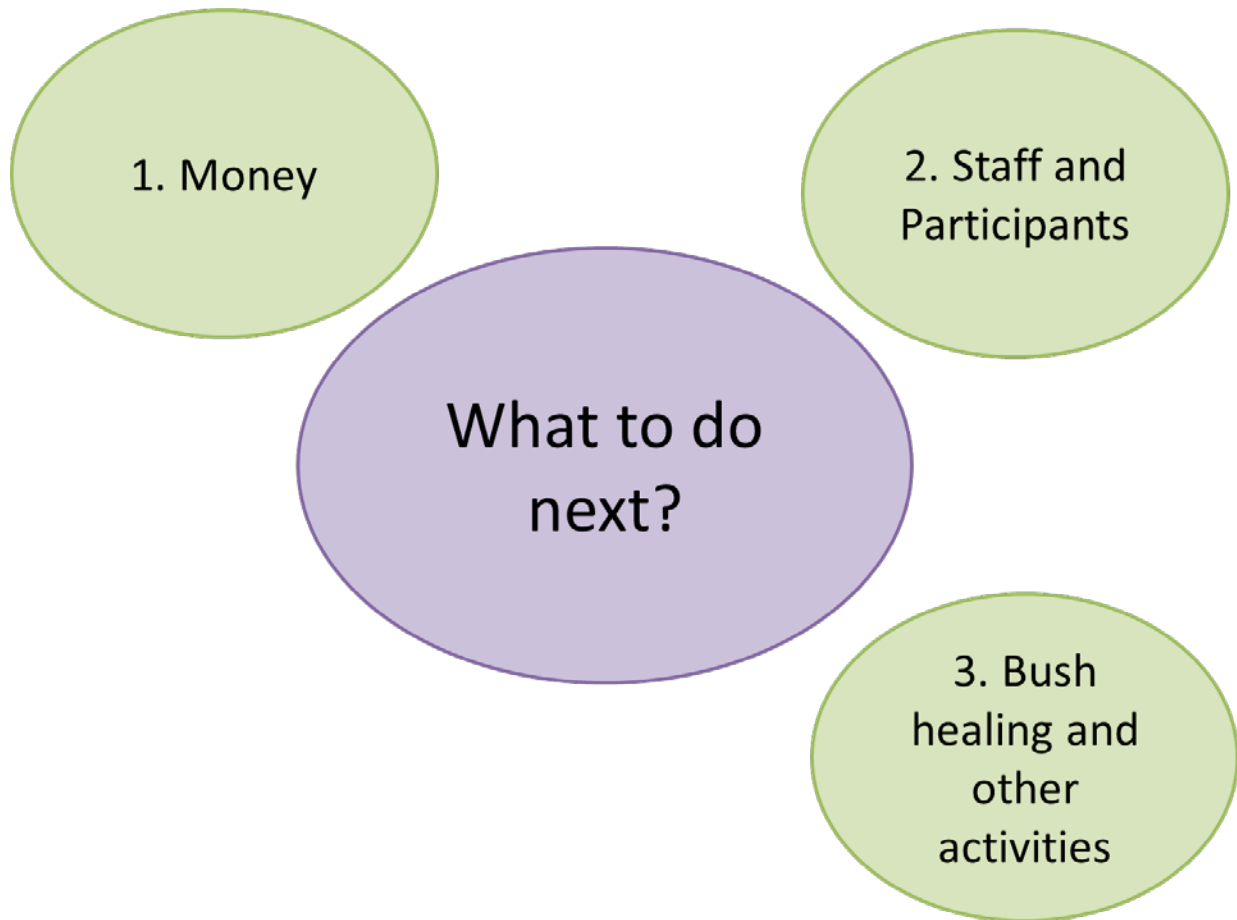 1. Money
2. Staff and
Participants
What to do
next?
3. Bush
healing and
other
activities